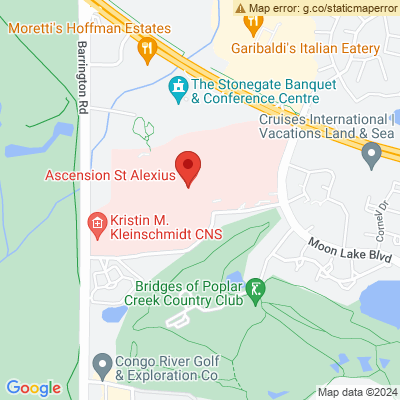 Map error: g.co/staticmaperror
Moretti's Hoffman Estates
Garibaldi's Italian Eatery
Barrington Rd
The Stonegate Banquet
& Conference Centre
Cruises International |
Vacations Land & Sea
Ascension St Alexius
Kristin M.
Kleinschmidt CNS
Cornell Dr
Moon Lake Blvd
Bridges of Poplar
Creek Country Club
Congo River Golf
& Exploration Co
Google
Map data ©2024